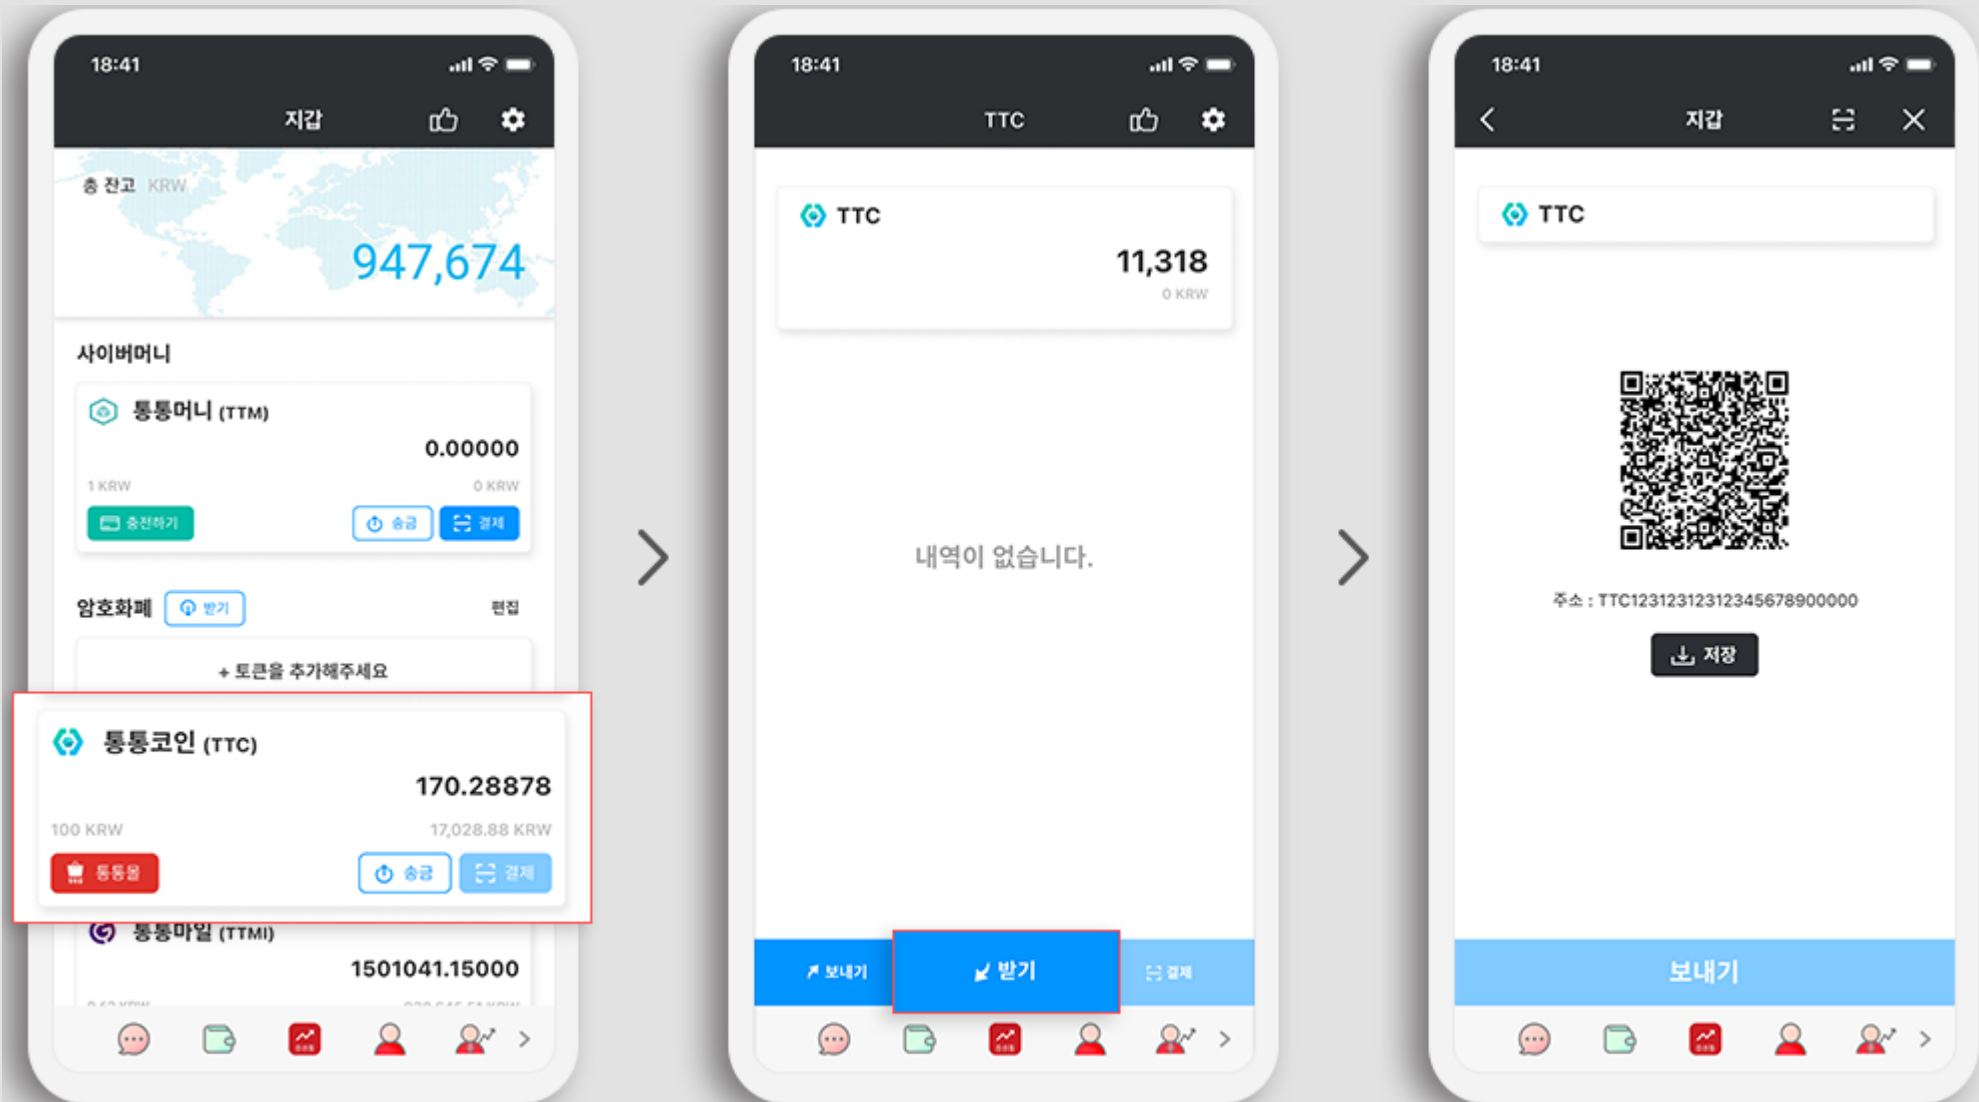 18:41
지갑
총 잔고 KRW
947,674
사이버머니
통통머니 (TTM)
0.00000
1 KRW
0 KRW
충전하기
송금
결제
암호화폐
받기
편집
+ 토큰을 추가해주세요
통통코인 (TTC)
170.28878
100 KRW
17,028.88 KRW
통통몰
송금
결제
통통마일 (TTMI)
1501041.15000
18:41
TTC
TTC
11,318
0 KRW
내역이 없습니다.
보내기
받기
결제
18:41
지갑
TTC
주소 : TTC12312312312345678900000
저장
보내기